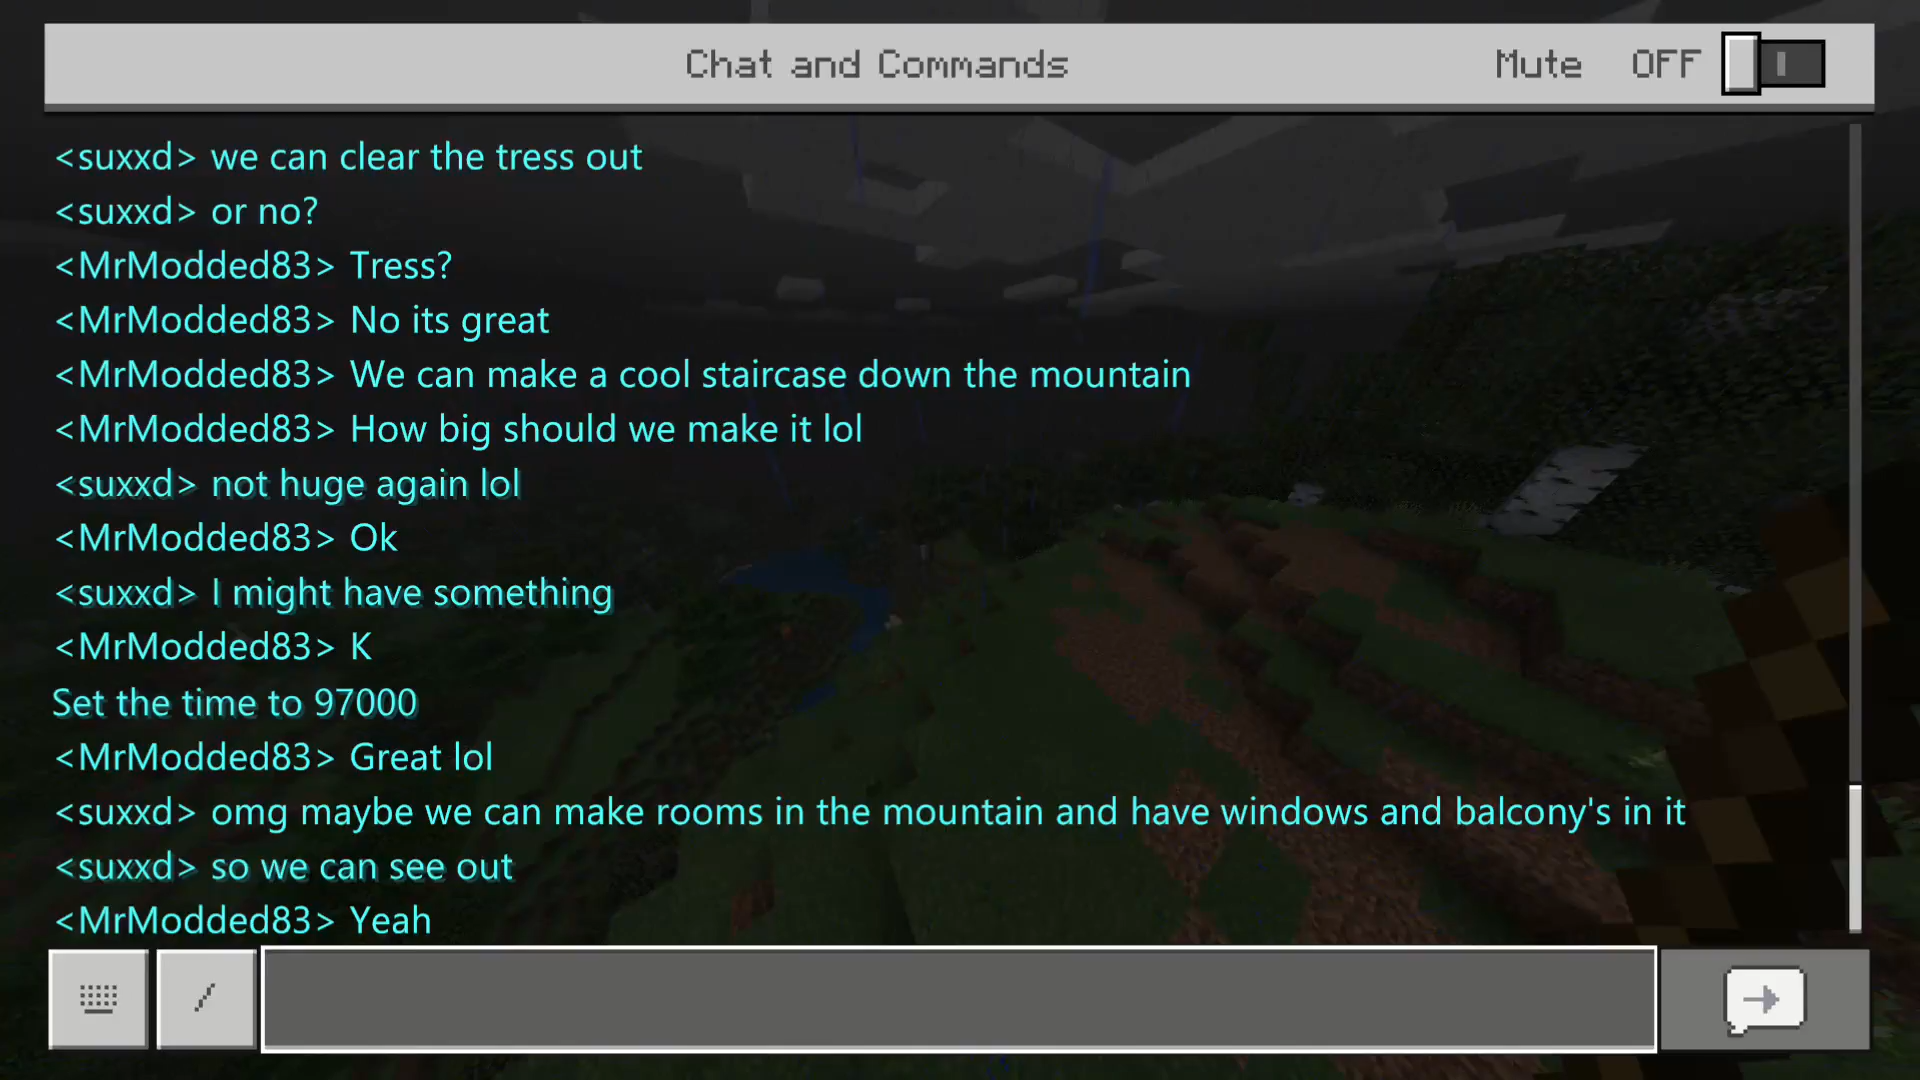 Chat and Commands
Mute OFF
<suxxd> we can clear the tress out
<suxxd> or no?
<MrModded83> Tress?
<MrModded83> No its great
<MrModded83> We can make a cool staircase down the mountain
<MrModded83> How big should we make it lol
<suxxd> not huge again lol
<MrModded83> Ok
<suxxd> I might have something
<MrModded83> K
Set the time to 97000
<MrModded83> Great lol
<suxxd> omg maybe we can make rooms in the mountain and have windows and balcony's in it
<suxxd> so we can see out
<MrModded83> Yeah
/